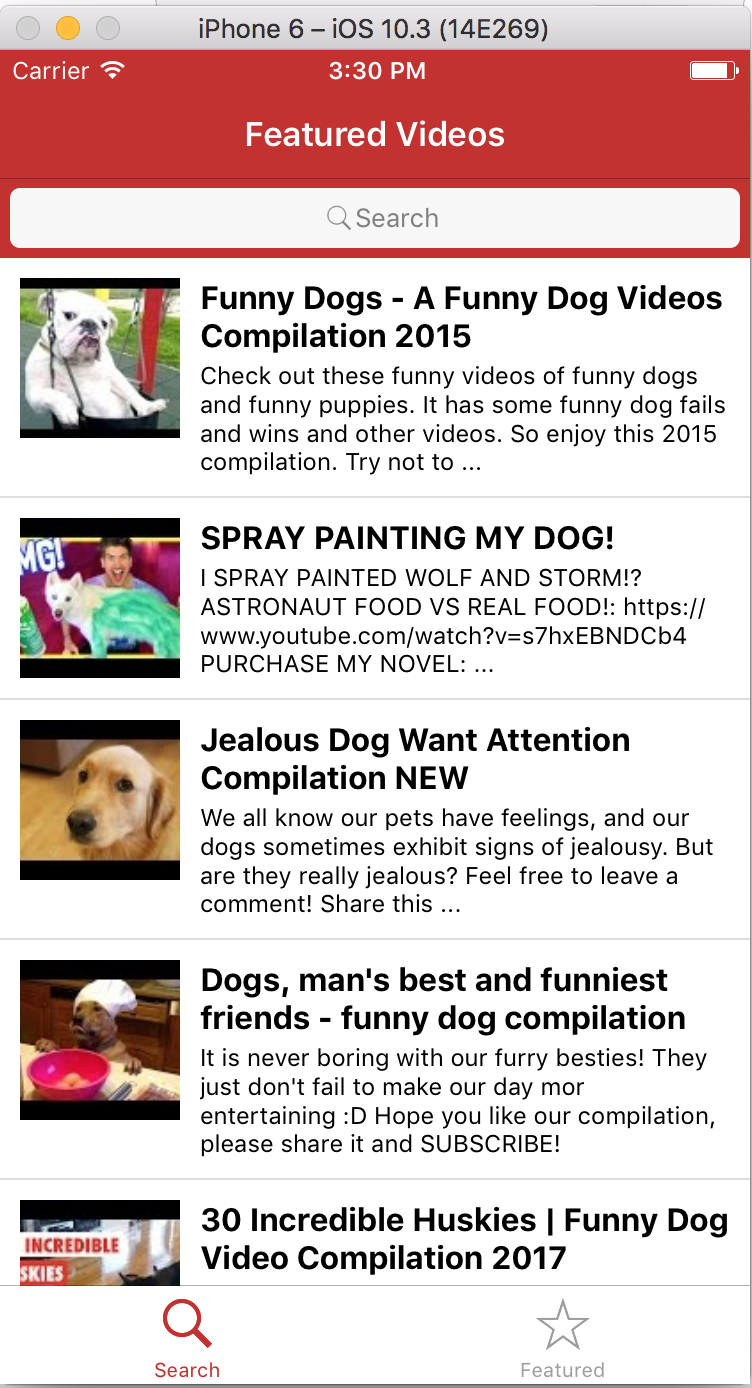 iPhone 6 – iOS 10.3 (14E269)
Carrier 3:30 PM
Featured Videos
Search
Funny Dogs - A Funny Dog Videos
Compilation 2015
Check out these funny videos of funny dogs
and funny puppies. It has some funny dog fails
and wins and other videos. So enjoy this 2015
compilation. Try not to ...
MG!
SPRAY PAINTING MY DOG!
I SPRAY PAINTED WOLF AND STORM!?
ASTRONAUT FOOD VS REAL FOOD!: https://
www.youtube.com/watch?v=s7hxEBNDCb4
PURCHASE MY NOVEL: ...
Jealous Dog Want Attention
Compilation NEW
We all know our pets have feelings, and our
dogs sometimes exhibit signs of jealousy. But
are they really jealous? Feel free to leave a
comment! Share this ...
Dogs, man's best and funniest
friends - funny dog compilation
It is never boring with our furry besties! They
just don't fail to make our day mor
entertaining :D Hope you like our compilation,
please share it and SUBSCRIBE!
INCREDIBLE
SKIES
30 Incredible Huskies | Funny Dog
Video Compilation 2017
Search
Featured